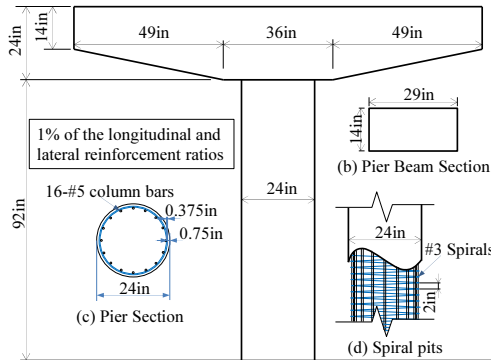 24in
14in
49in
36in
49in
29in
14in
(b) Pier Beam Section
1% of the longitudinal and
lateral reinforcement ratios
92in
24in
16-#5 column bars
0.375in
0.75in
24in
(c) Pier Section
24in
#3 Spirals
2in
(d) Spiral pits